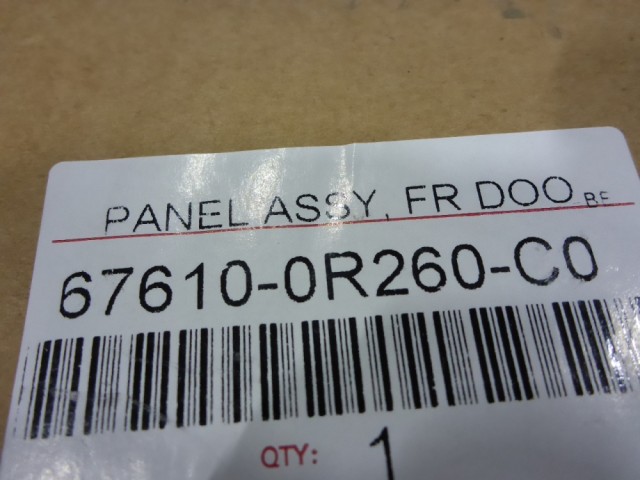 PANEL ASSY, FR DOO
67610-0R260-C0
QTY: 1